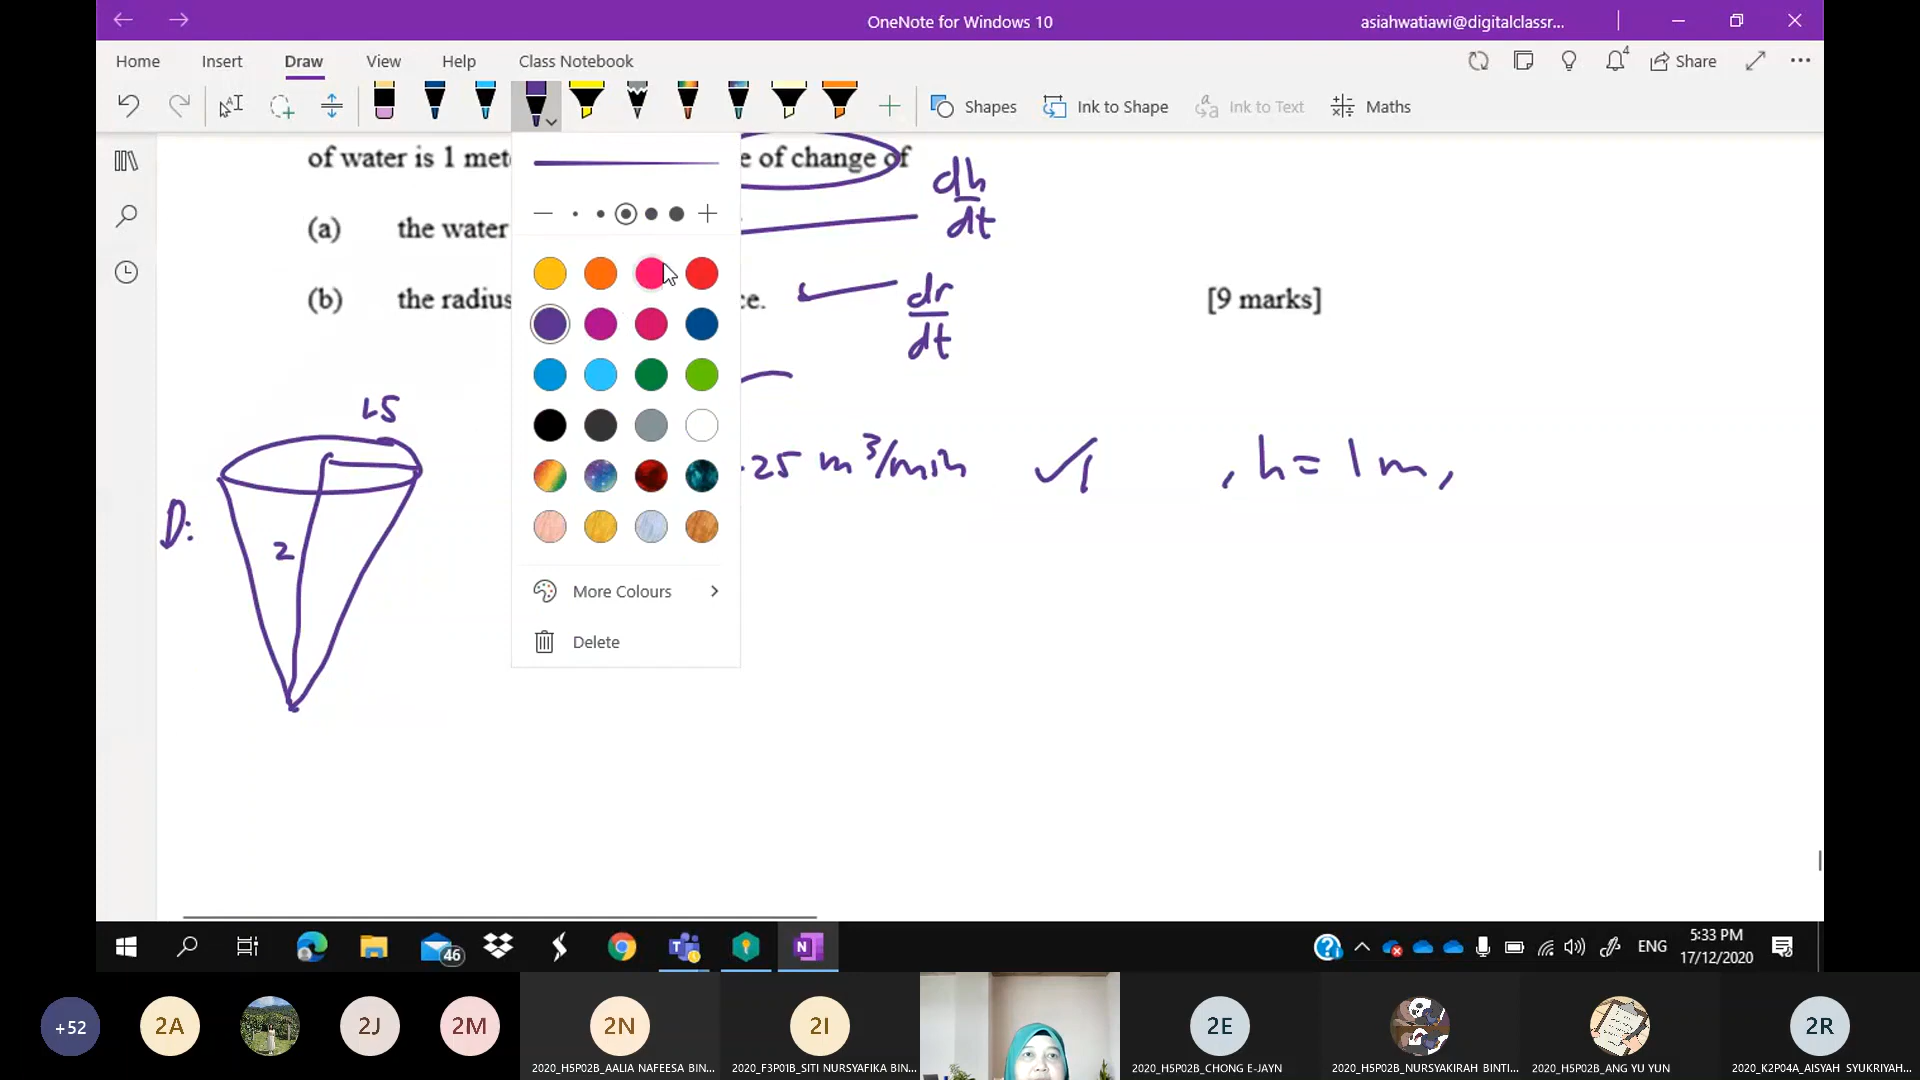 OneNote for Windows 10
asiahwatiawi@digitalclassr...
Home Insert Draw View Help Class Notebook
4
Share
Shapes
Ink to Shape
Ink to Text
Maths
of water is 1 mete
e of change of
dh
dt
(a) the water
(b) the radius
ce.
dr
dt
[9 marks]
1.5
.25 m³/min
, h = 1 m,
D:
2
More Colours
Delete
46
ENG
5:33 PM
17/12/2020
+52
2A
2J
2M
2N
2I
2E
2R
2020_H5P02B_AALIA NAFEESA BIN...
2020_F3P01B_SITI NURSYAFIKA BIN...
2020_H5P02B_CHONG E-JAYN
2020_H5P02B_NURSYAKIRAH BINTI...
2020_H5P02B_ANG YU YUN
2020_K2P04A_AISYAH SYUKRIYAH...